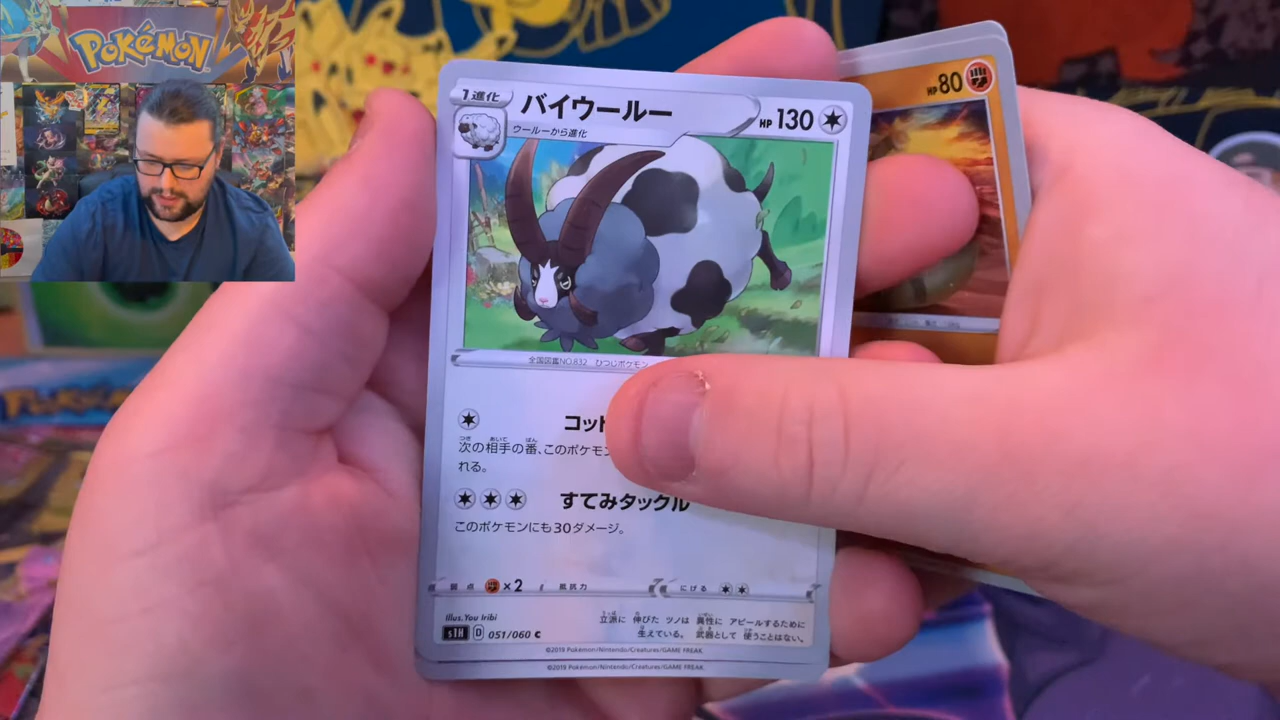 POKÉMON
1進化
バイウールー
ウールーから進化
HP 130
HP 80
全国図鑑NO.832 ひつじポケモン
コット
次の相手の番、このポケモン
れる。
すてみタックル
このポケモンにも30ダメージ。
弱点 ×2 抵抗力 にげる
Illus. You Iribi
立派に 伸びた ツノは 異性に アピールするために
生えている。 武器として 使うことはない。
s1H D 051/060 C
©2019 Pokémon/Nintendo/Creatures/GAME FREAK.
©2019 Pokémon/Nintendo/Creatures/GAME FREAK.